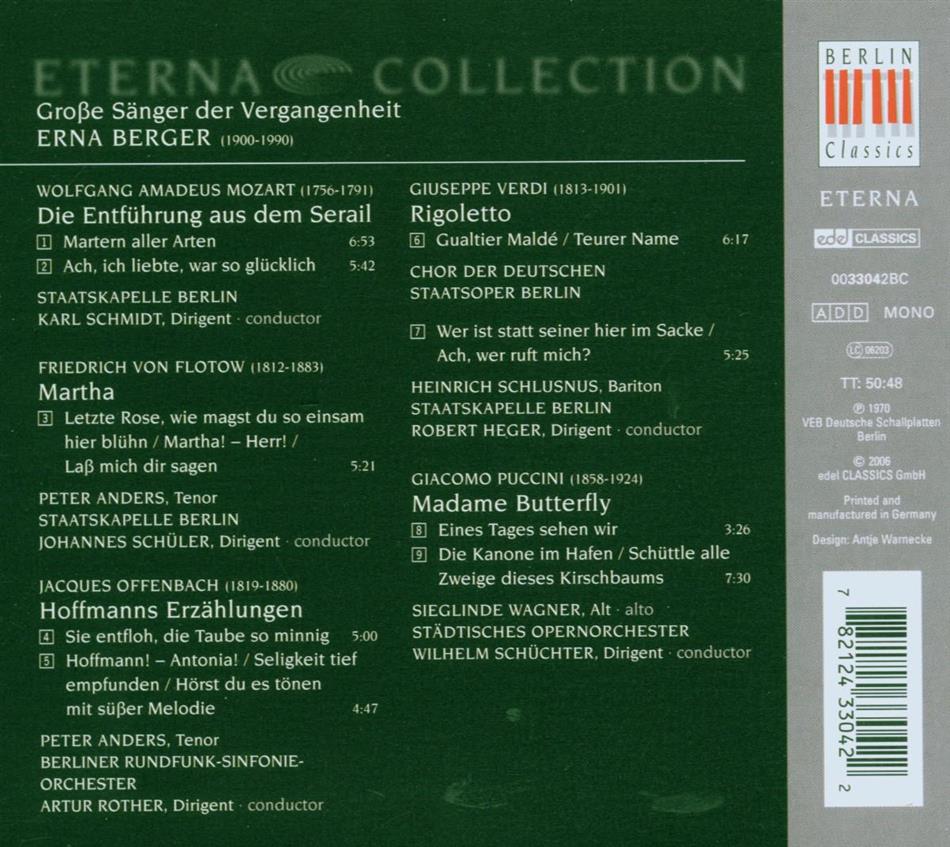 ETERNA COLLECTION
Große Sänger der Vergangenheit
ERNA BERGER (1900-1990)
WOLFGANG AMADEUS MOZART (1756-1791)
Die Entführung aus dem Serail
1 Martern aller Arten 6:53
2 Ach, ich liebte, war so glücklich 5:42
STAATSKAPELLE BERLIN
KARL SCHMIDT, Dirigent · conductor
FRIEDRICH VON FLOTOW (1812-1883)
Martha
3 Letzte Rose, wie magst du so einsam
hier blühn / Martha! – Herr! /
Laß mich dir sagen 5:21
PETER ANDERS, Tenor
STAATSKAPELLE BERLIN
JOHANNES SCHÜLER, Dirigent · conductor
JACQUES OFFENBACH (1819-1880)
Hoffmanns Erzählungen
4 Sie entfloh, die Taube so minnig 5:00
5 Hoffmann! – Antonia! / Seligkeit tief
empfunden / Hörst du es tönen
mit süßer Melodie 4:47
PETER ANDERS, Tenor
BERLINER RUNDFUNK-SINFONIE-
ORCHESTER
ARTUR ROTHER, Dirigent · conductor
GIUSEPPE VERDI (1813-1901)
Rigoletto
6 Gualtier Maldé / Teurer Name 6:17
CHOR DER DEUTSCHEN
STAATSOPER BERLIN
7 Wer ist statt seiner hier im Sacke /
Ach, wer ruft mich? 5:25
HEINRICH SCHLUSNUS, Bariton
STAATSKAPELLE BERLIN
ROBERT HEGER, Dirigent · conductor
GIACOMO PUCCINI (1858-1924)
Madame Butterfly
8 Eines Tages sehen wir 3:26
9 Die Kanone im Hafen / Schüttle alle
Zweige dieses Kirschbaums 7:30
SIEGLINDE WAGNER, Alt · alto
STÄDTISCHES OPERNORCHESTER
WILHELM SCHÜCHTER, Dirigent · conductor
BERLIN
Classics
ETERNA
edel CLASSICS
0033042BC
ADD MONO
LC 06203
TT: 50:48
℗ 1970
VEB Deutsche Schallplatten
Berlin
© 2006
edel CLASSICS GmbH
Printed and
manufactured in Germany
Design: Antje Warnecke
7 82124 33042 2